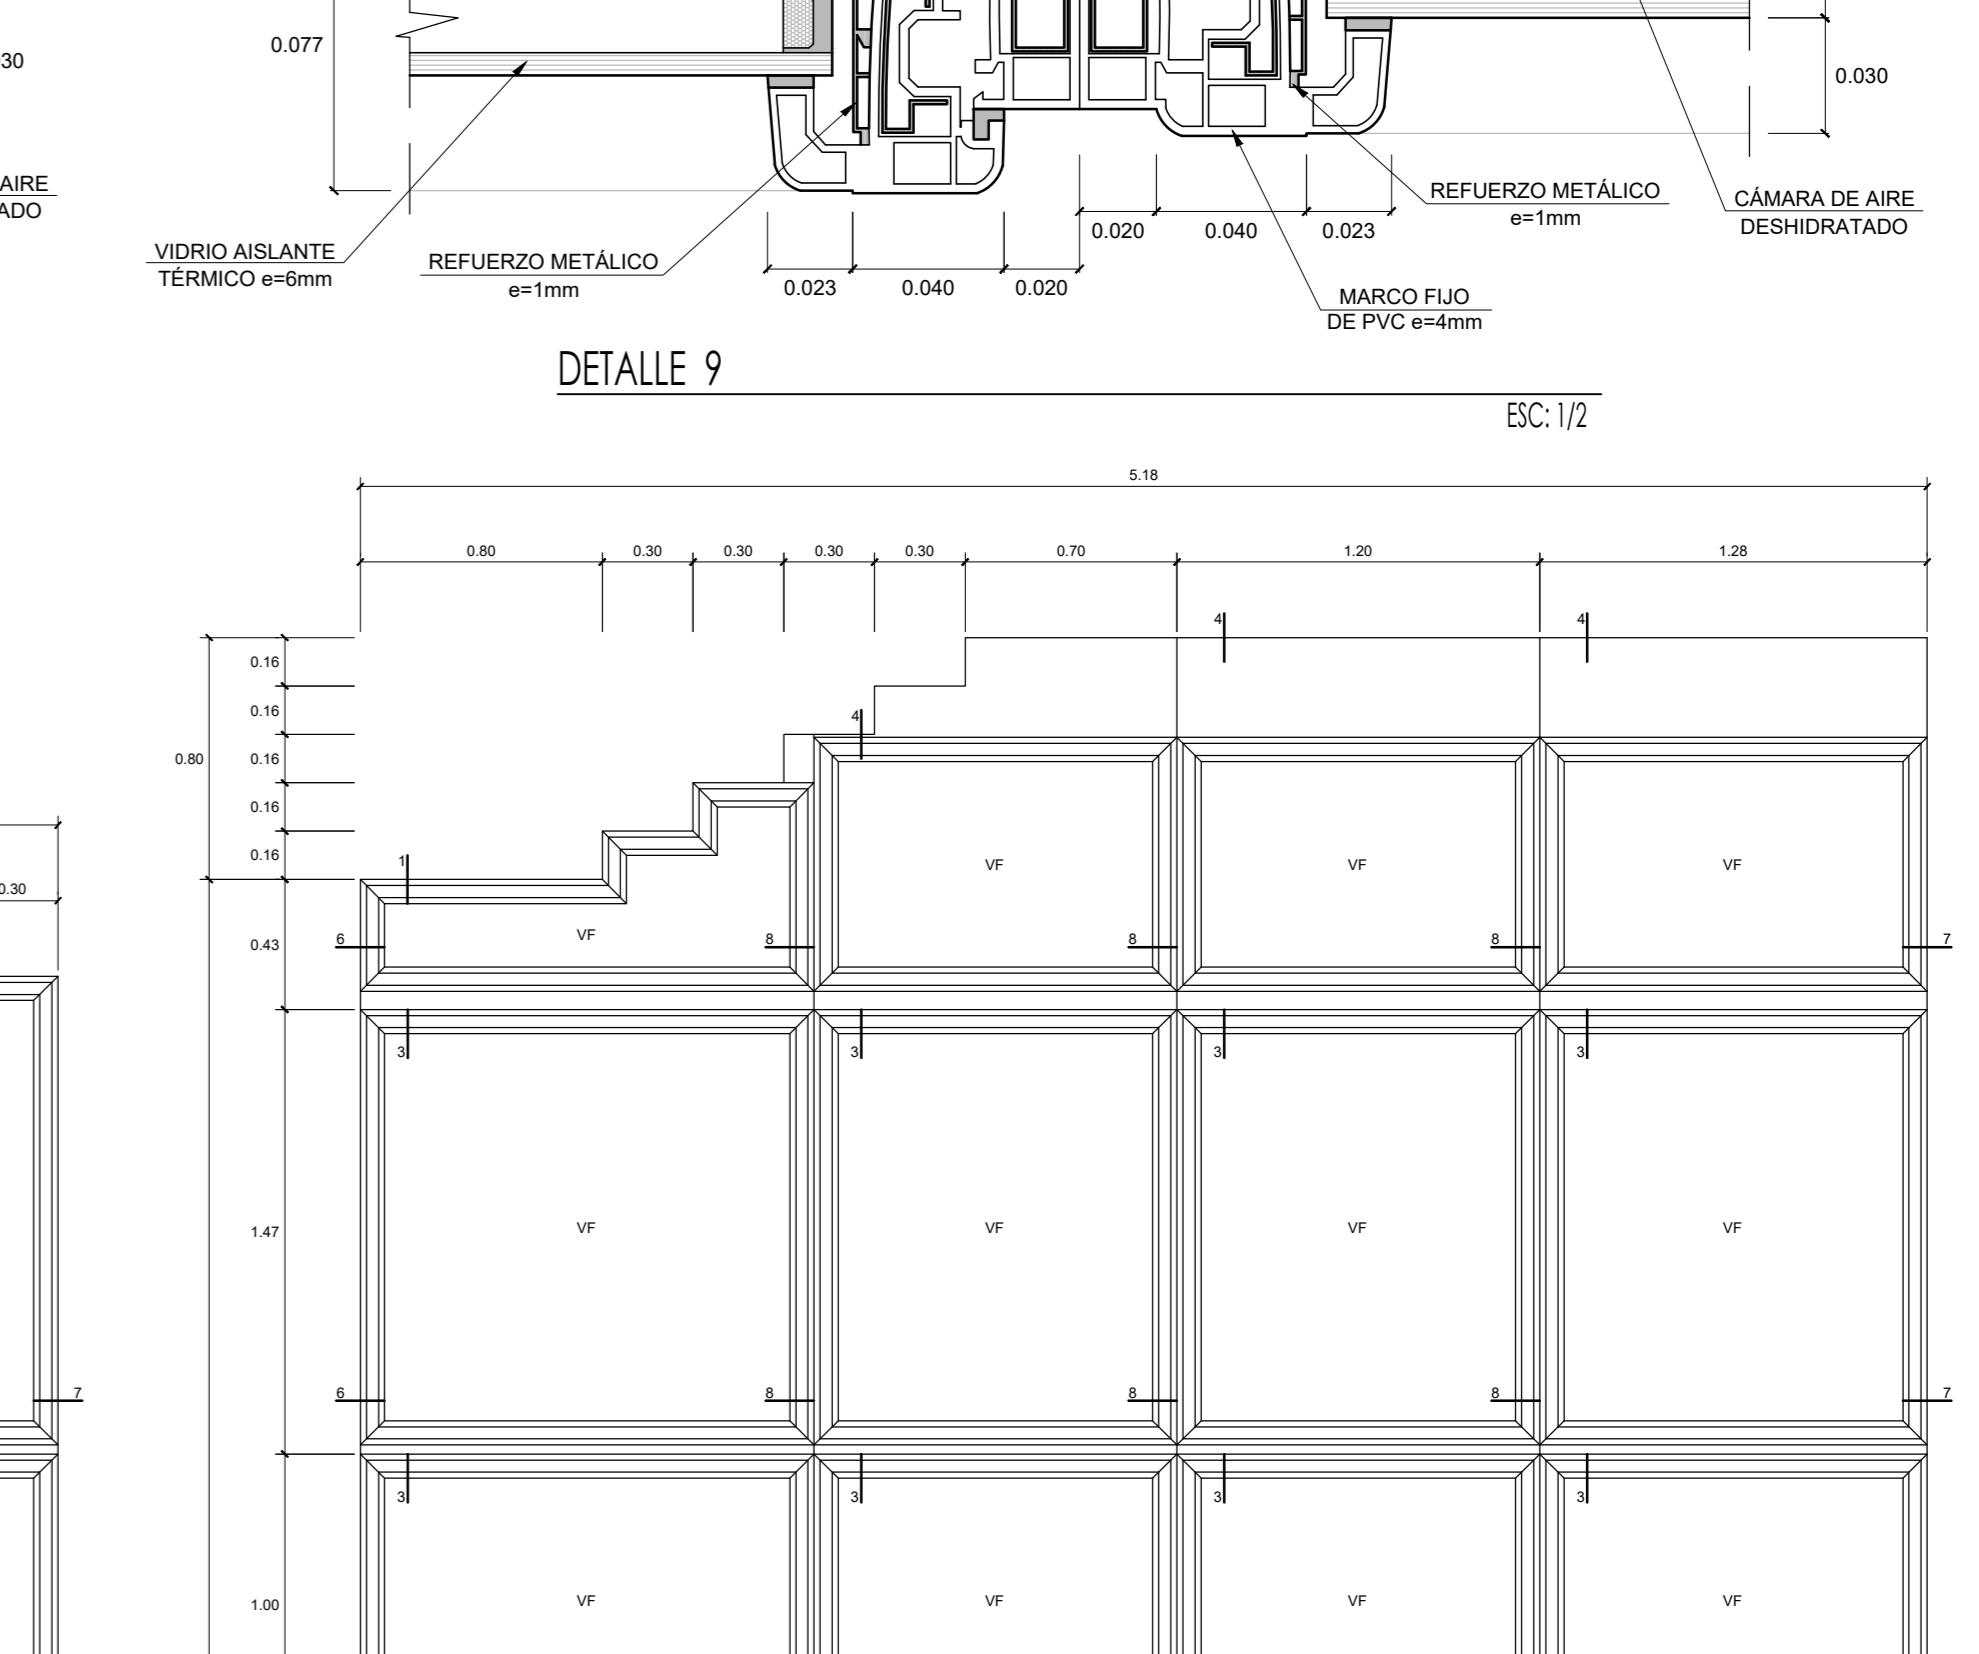 0.077
30
0.030
AIRE
ADO
VIDRIO AISLANTE
TÉRMICO e=6mm
REFUERZO METÁLICO
e=1mm
0.023
0.040
0.020
0.020
0.040
0.023
REFUERZO METÁLICO
e=1mm
CÁMARA DE AIRE
DESHIDRATADO
MARCO FIJO
DE PVC e=4mm
DETALLE 9
ESC: 1/2
5.18
0.80
0.30
0.30
0.30
0.30
0.70
1.20
1.28
4
4
0.16
0.16
4
0.80
0.16
0.16
0.16
1
0.30
VF
VF
VF
0.43
6
VF
8
8
8
7
3
3
3
3
1.47
VF
VF
VF
VF
7
6
8
8
8
7
3
3
3
3
1.00
VF
VF
VF
VF